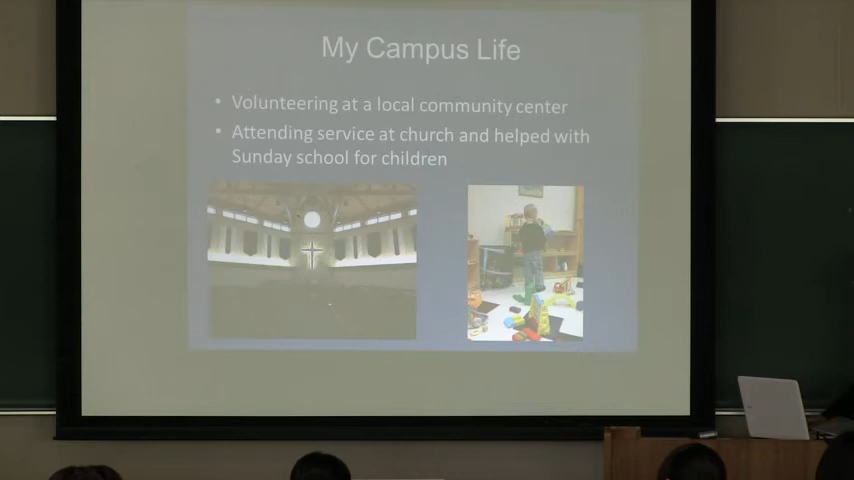 My Campus Life
• Volunteering at a local community center
• Attending service at church and helped with
Sunday school for children